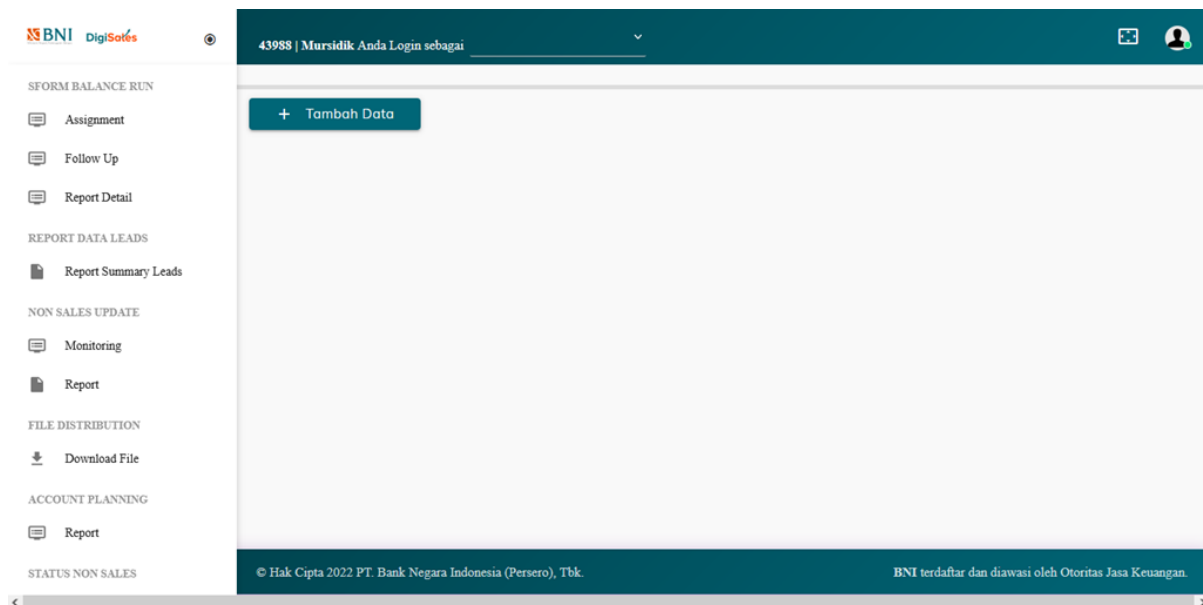 BNI DigiSales
43988 | Mursidik Anda Login sebagai
SFORM BALANCE RUN
Assignment
Follow Up
Report Detail
REPORT DATA LEADS
Report Summary Leads
NON SALES UPDATE
Monitoring
Report
FILE DISTRIBUTION
Download File
ACCOUNT PLANNING
Report
STATUS NON SALES
+ Tambah Data
© Hak Cipta 2022 PT. Bank Negara Indonesia (Persero), Tbk.
BNI terdaftar dan diawasi oleh Otoritas Jasa Keuangan.